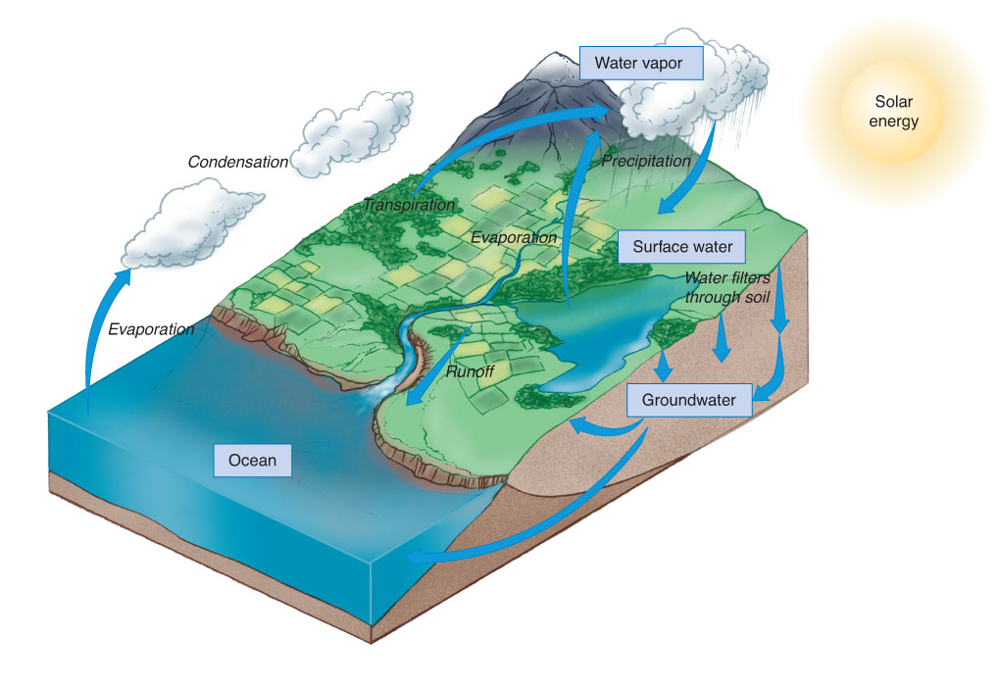 Water vapor
Solar
energy
Condensation
Precipitation
Transpiration
Evaporation
Surface water
Water filters
through soil
Evaporation
Runoff
Groundwater
Ocean